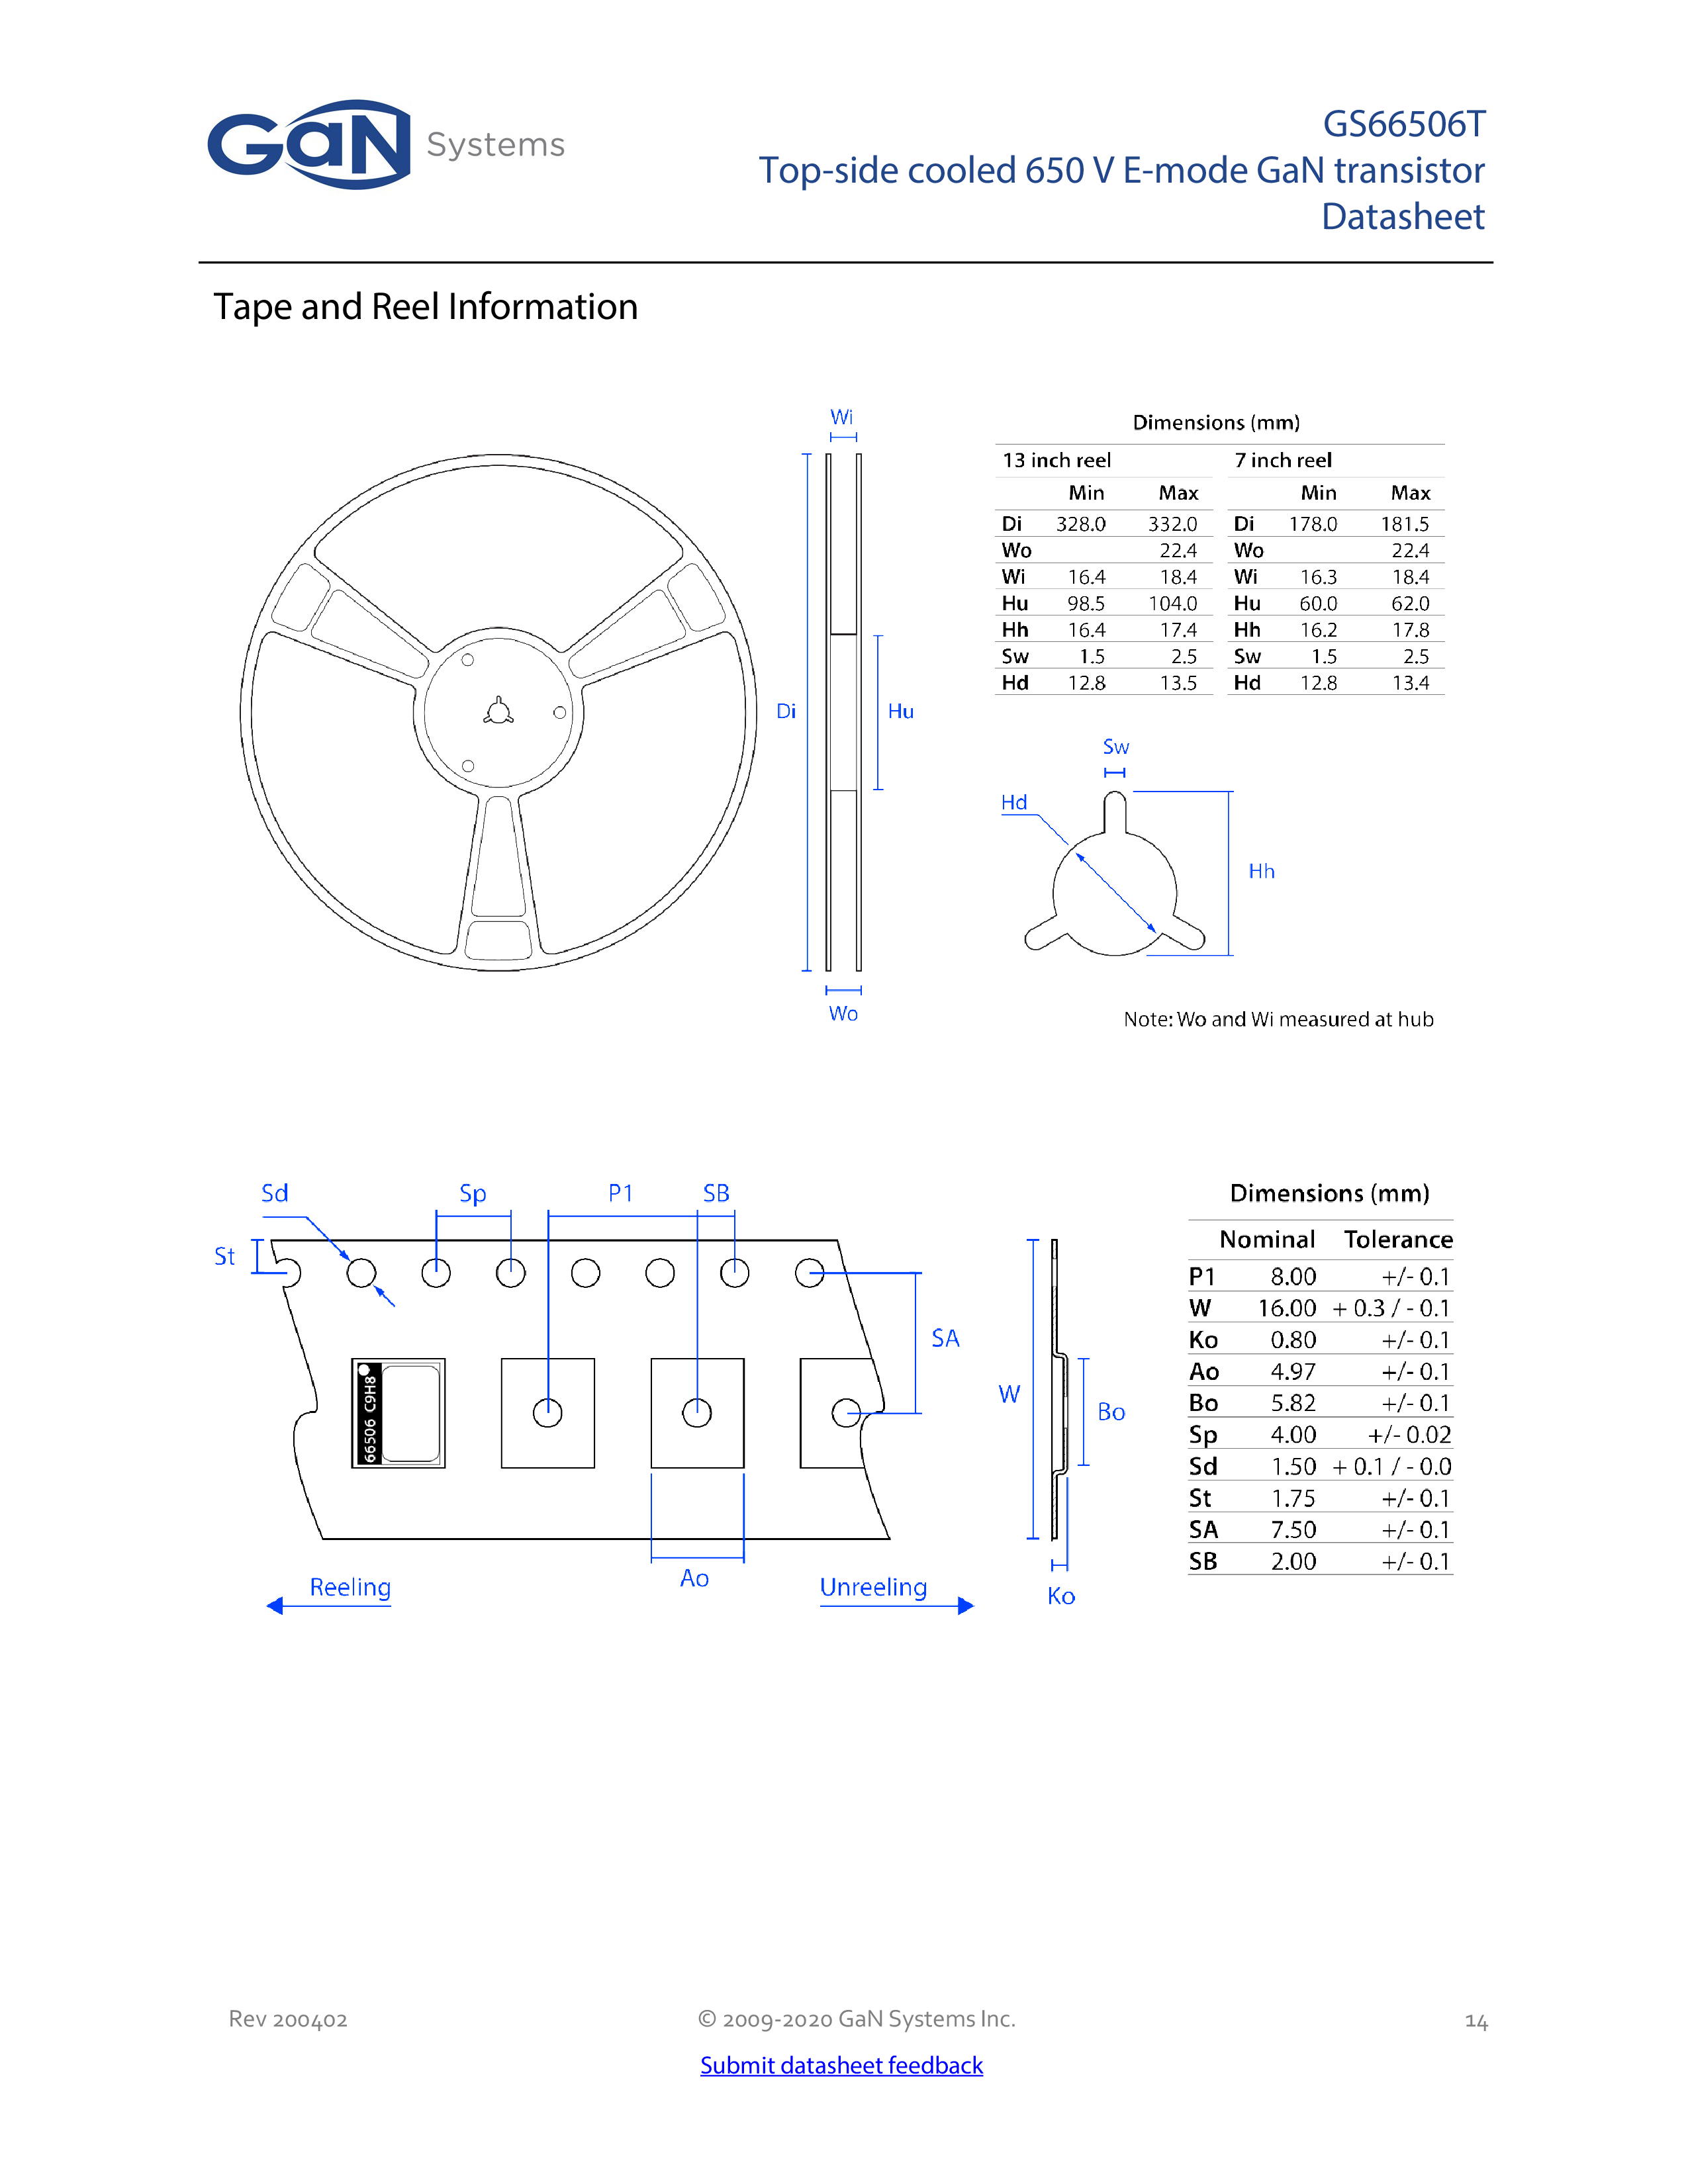 GaN Systems
GS66506T
Top-side cooled 650 V E-mode GaN transistor
Datasheet
Tape and Reel Information
Wi
Di
Hu
Wo
Dimensions (mm)
13 inch reel 7 inch reel
Min Max Min Max
Di 328.0 332.0 Di 178.0 181.5
Wo 22.4 Wo 22.4
Wi 16.4 18.4 Wi 16.3 18.4
Hu 98.5 104.0 Hu 60.0 62.0
Hh 16.4 17.4 Hh 16.2 17.8
Sw 1.5 2.5 Sw 1.5 2.5
Hd 12.8 13.5 Hd 12.8 13.4
Sw
Hd
Hh
Note: Wo and Wi measured at hub
Sd Sp P1 SB
St
SA
66506 C9H8
W
Bo
Ao
Ko
Reeling
Unreeling
Dimensions (mm)
Nominal Tolerance
P1 8.00 +/- 0.1
W 16.00 + 0.3 / - 0.1
Ko 0.80 +/- 0.1
Ao 4.97 +/- 0.1
Bo 5.82 +/- 0.1
Sp 4.00 +/- 0.02
Sd 1.50 + 0.1 / - 0.0
St 1.75 +/- 0.1
SA 7.50 +/- 0.1
SB 2.00 +/- 0.1
Rev 200402 © 2009-2020 GaN Systems Inc. 14
Submit datasheet feedback